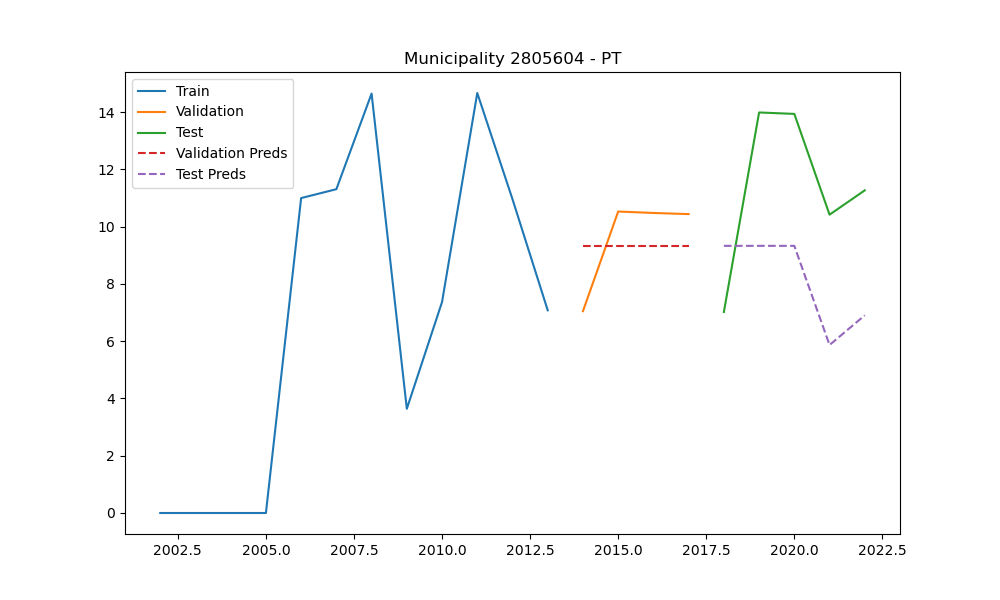 Municipality 2805604 - PT
Train
Validation
Test
Validation Preds
Test Preds
14
12
10
8
6
4
2
0
2002.5 2005.0 2007.5 2010.0 2012.5 2015.0 2017.5 2020.0 2022.5